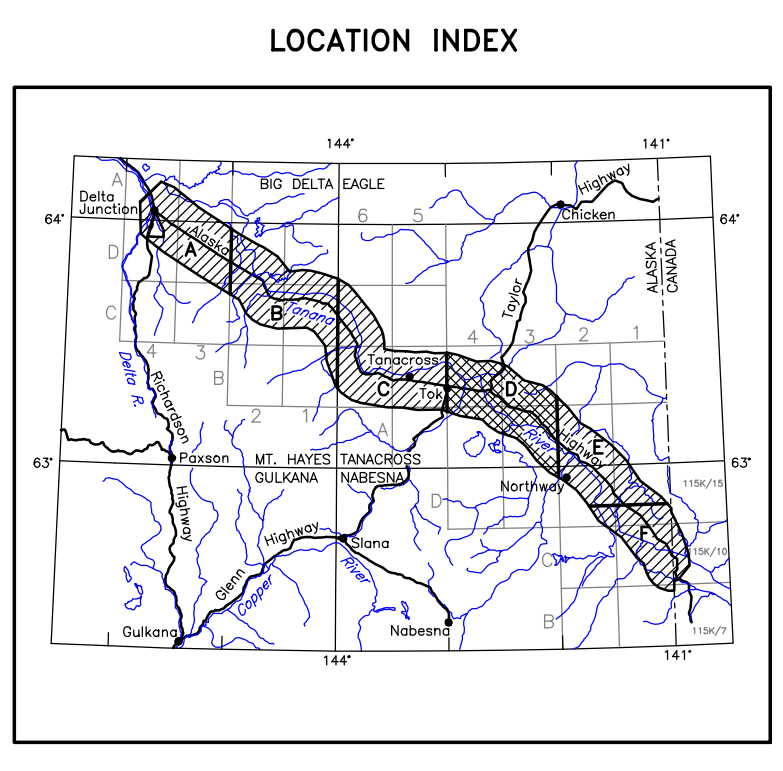 LOCATION INDEX
144°
141°
A
BIG DELTA
EAGLE
Highway
Delta
Junction
64°
6
5
Chicken
64°
Alaska
A
D
ALASKA
CANADA
Taylor
C
B
Tanana
4
3
2
1
4
3
Tanacross
Delta R.
B
C
Tok
D
Richardson
2
1
A
River
Highway
E
Paxson
MT. HAYES
TANACROSS
63°
63°
GULKANA
NABESNA
Northway
115K/15
Highway
D
Highway
F
Slana
115K/10
Glenn
Copper
River
C
B
Gulkana
Nabesna
115K/7
144°
141°